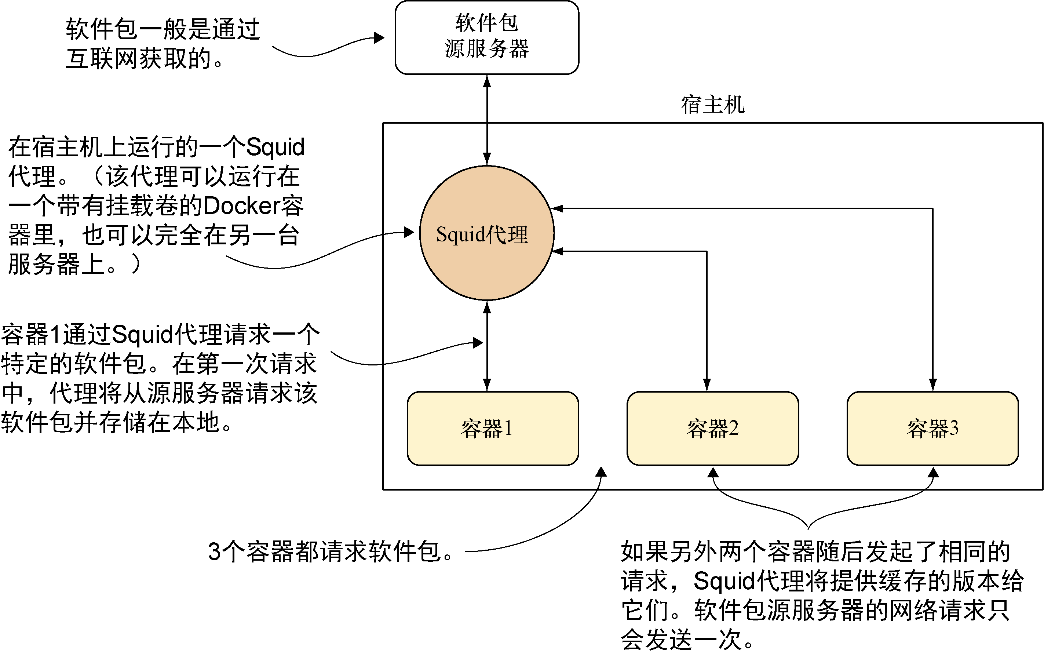 软件包一般是通过
互联网获取的。
软件包
源服务器
宿主机
在宿主机上运行的一个Squid
代理。（该代理可以运行在
一个带有挂载卷的Docker容
器里，也可以完全在另一台
服务器上。）
Squid代理
容器1通过Squid代理请求一个
特定的软件包。在第一次请求
中，代理将从源服务器请求该
软件包并存储在本地。
容器1
容器2
容器3
3个容器都请求软件包。
如果另外两个容器随后发起了相同的
请求，Squid代理将提供缓存的版本给
它们。软件包源服务器的网络请求只
会发送一次。